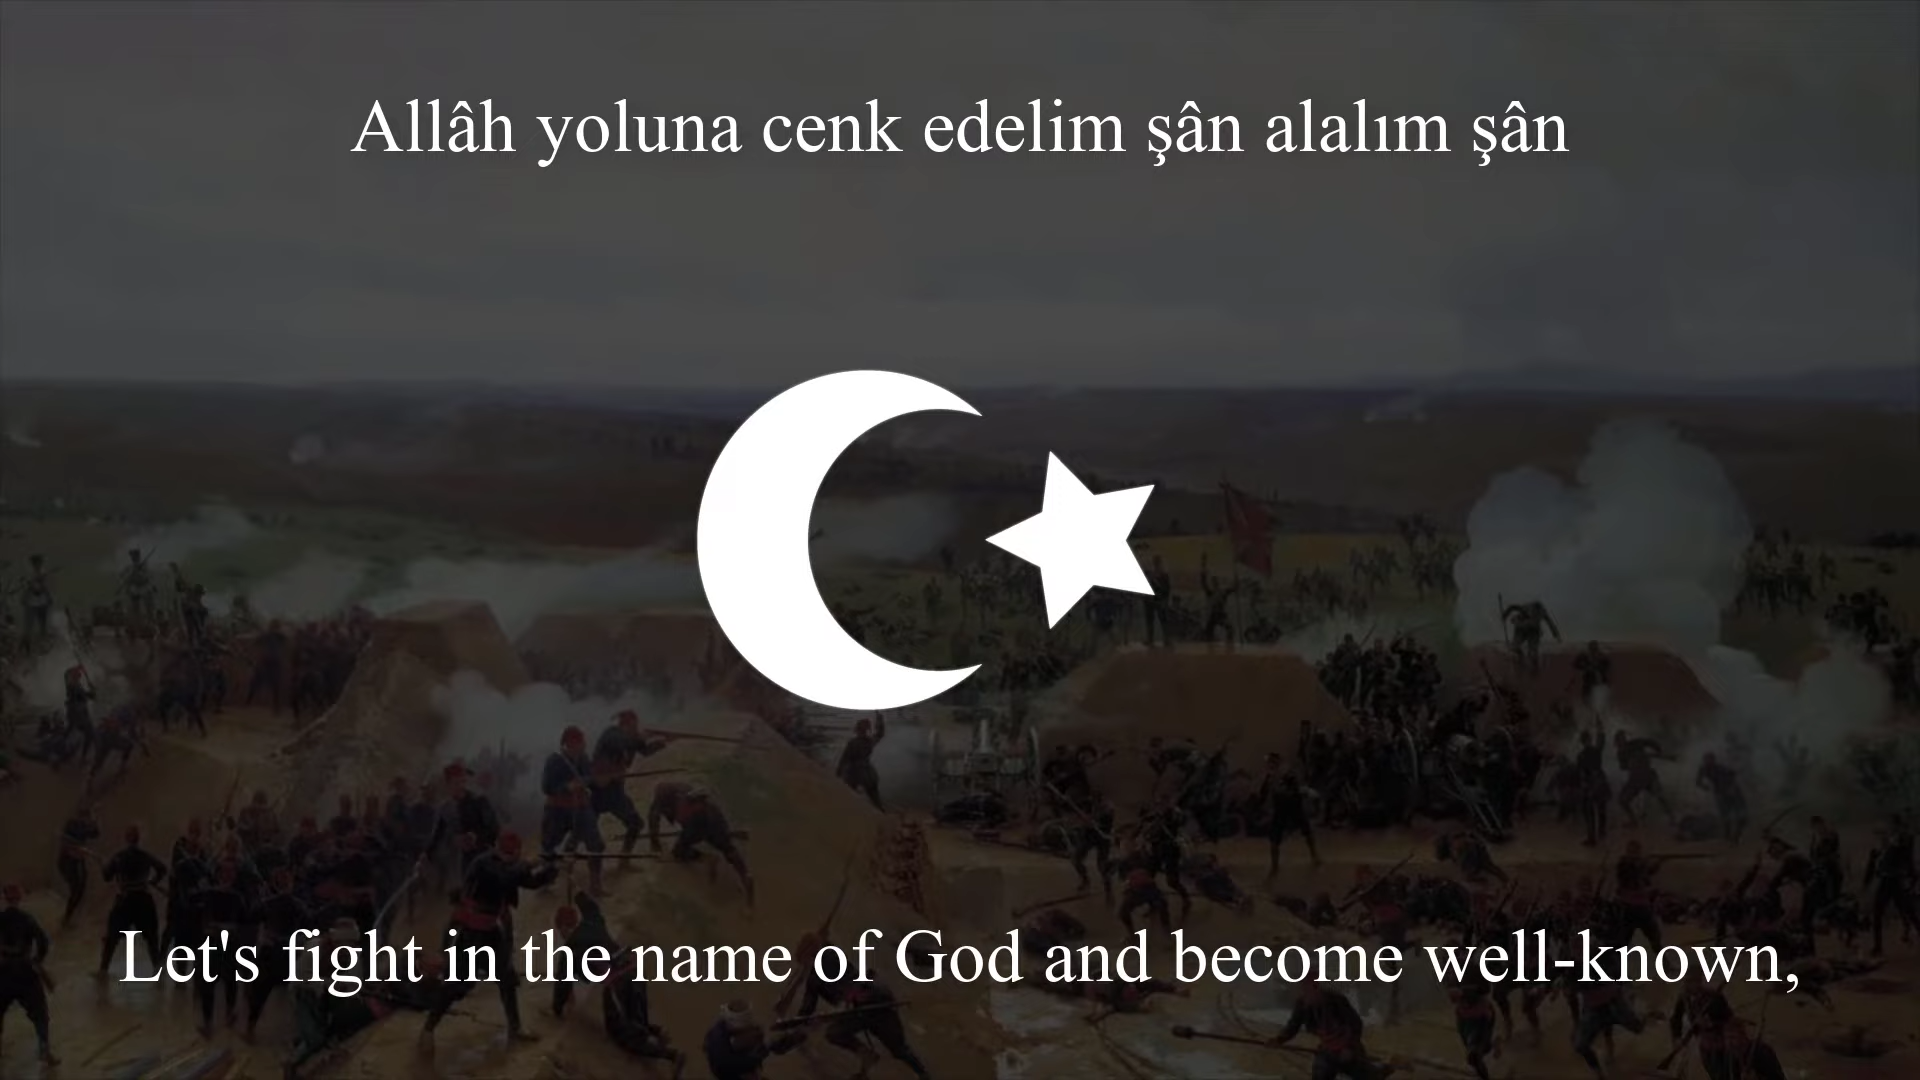 Allâh yoluna cenk edelim şân alalım şân
Let's fight in the name of God and become well-known,